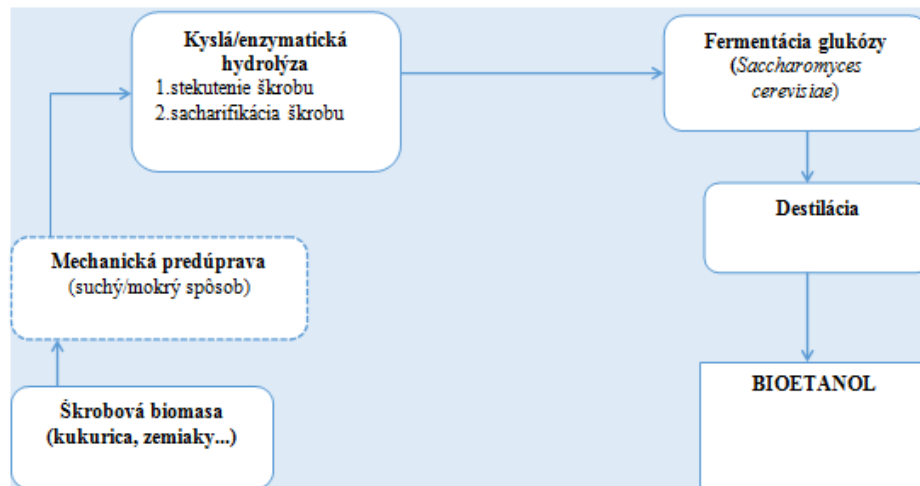 Kyslá/enzymatická
hydrolýza
1.stekutenie škrobu
2.sacharifikácia škrobu
Fermentácia glukózy
(Saccharomyces
cerevisiae)
Destilácia
Mechanická predúprava
(suchý/mokrý spôsob)
BIOETANOL
Škrobová biomasa
(kukurica, zemiaky...)